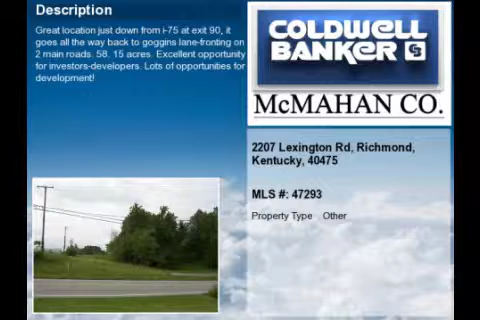 Description
Great location just down from i-75 at exit 90, it
goes all the way back to goggins lane-fronting on
2 main roads. 58. 15 acres. Excellent opportunity
for investors-developers. Lots of opportunities for
development!
COLDWELL
BANKER
McMAHAN CO.
2207 Lexington Rd, Richmond,
Kentucky, 40475
MLS #: 47293
Property Type Other